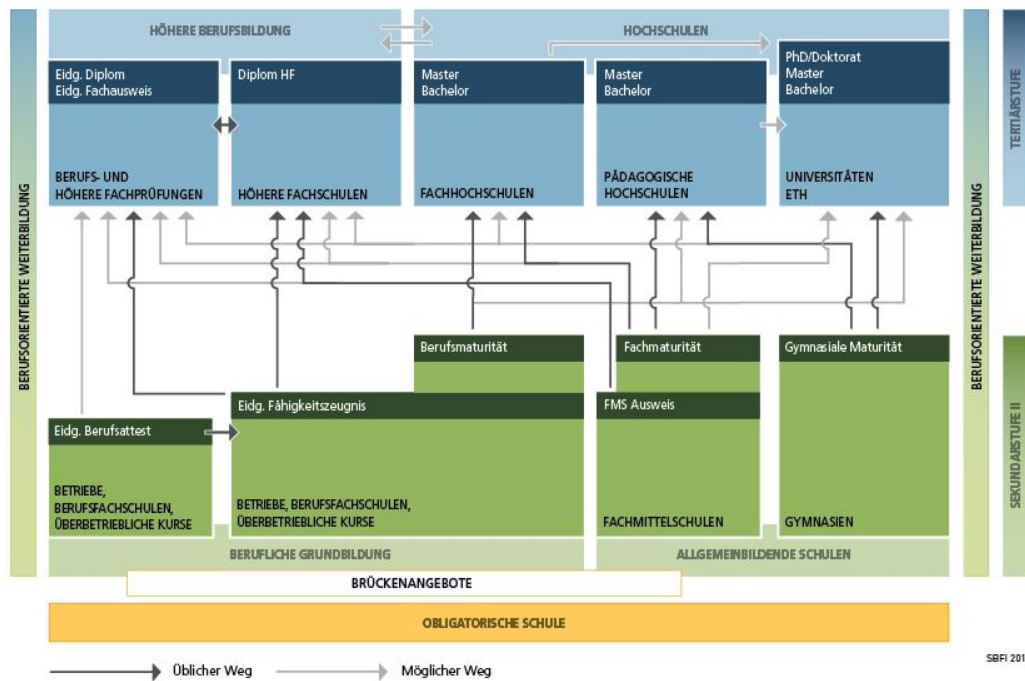 BERUFSORIENTIERTE WEITERBILDUNG
HÖHERE BERUFSBILDUNG
HOCHSCHULEN
Eidg. Diplom
Eidg. Fachausweis
BERUFS- UND
HÖHERE FACHPRÜFUNGEN
Diplom HF
HÖHERE FACHSCHULEN
Master
Bachelor
FACHHOCHSCHULEN
Master
Bachelor
PÄDAGOGISCHE
HOCHSCHULEN
PhD/Doktorat
Master
Bachelor
UNIVERSITÄTEN
ETH
BERUFSORIENTIERTE WEITERBILDUNG
TERTIÄRSTUFE
Berufsmaturität
Fachmaturität
Gymnasiale Maturität
Eidg. Fähigkeitszeugnis
FMS Ausweis
Eidg. Berufsattest
BETRIEBE,
BERUFSFACHSCHULEN,
ÜBERBETRIEBLICHE KURSE
BETRIEBE, BERUFSFACHSCHULEN,
ÜBERBETRIEBLICHE KURSE
FACHMITTELSCHULEN
GYMNASIEN
SEKUNDARSTUFE II
BERUFLICHE GRUNDBILDUNG
ALLGEMEINBILDENDE SCHULEN
BRÜCKENANGEBOTE
OBLIGATORISCHE SCHULE
Üblicher Weg
Möglicher Weg
SBFI 201